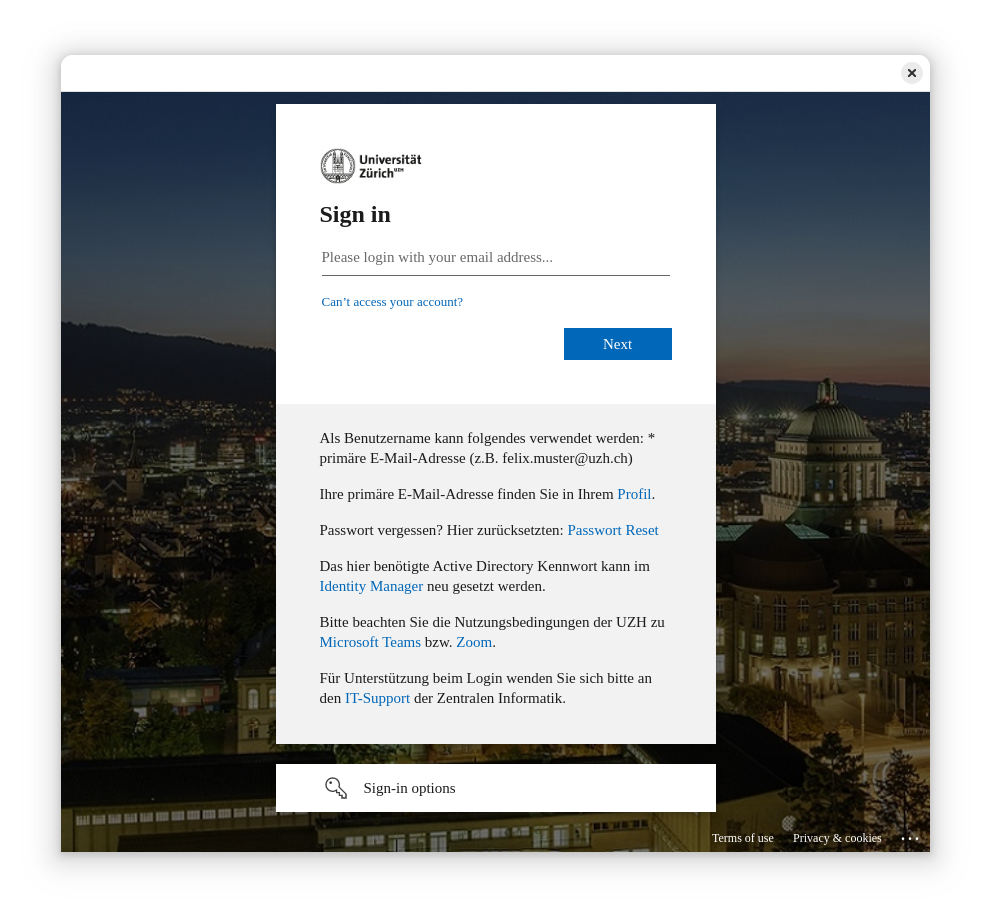 Universität
Zürich UZH
Sign in
Please login with your email address...
Can’t access your account?
Next
Als Benutzername kann folgendes verwendet werden: *
primäre E-Mail-Adresse (z.B. felix.muster@uzh.ch)
Ihre primäre E-Mail-Adresse finden Sie in Ihrem Profil.
Passwort vergessen? Hier zurücksetzten: Passwort Reset
Das hier benötigte Active Directory Kennwort kann im
Identity Manager neu gesetzt werden.
Bitte beachten Sie die Nutzungsbedingungen der UZH zu
Microsoft Teams bzw. Zoom.
Für Unterstützung beim Login wenden Sie sich bitte an
den IT-Support der Zentralen Informatik.
Sign-in options
Terms of use Privacy & cookies ...